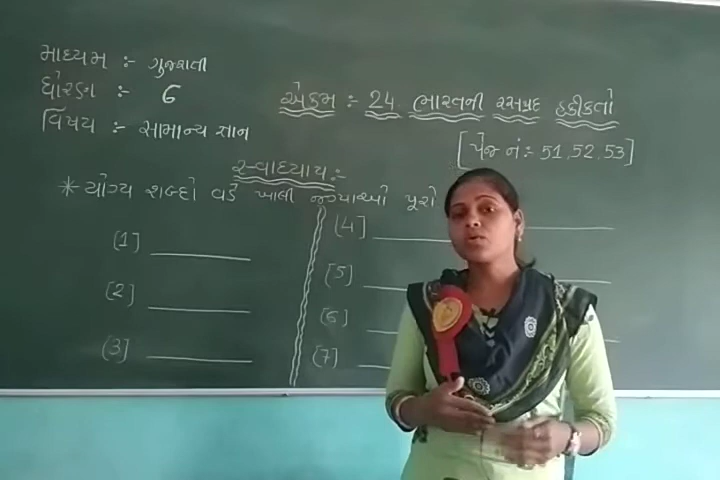 માધ્યમ :- ગુજરાતી
ધોરણ :- 6
વિષય :- સામાન્ય જ્ઞાન
એકમ :- 24. ભારતની રસપ્રદ હકીકતો
[પેજ નં:- 51,52,53]
સ્વાધ્યાય:-
* યોગ્ય શબ્દો વડે ખાલી જગ્યાઓ પૂરો
(1)
(2)
(3)
(4)
(5)
(6)
(7)